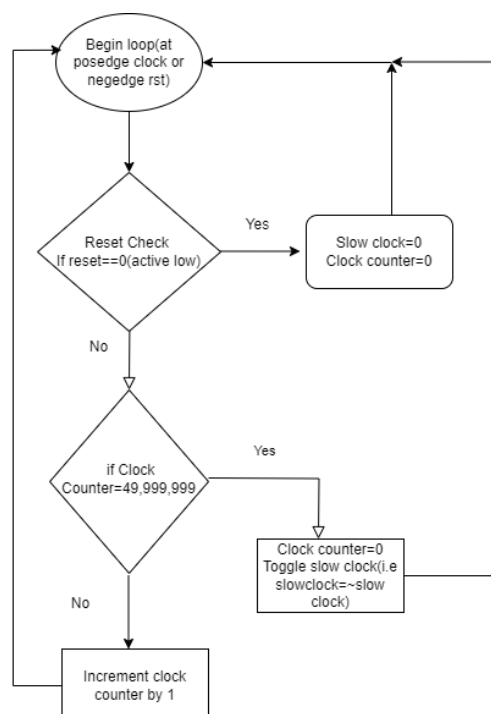 Begin loop(at
posedge clock or
negedge rst)
Reset Check
If reset==0(active low)
Yes
Slow clock=0
Clock counter=0
No
if Clock
Counter=49,999,999
Yes
Clock counter=0
Toggle slow clock(i.e
slowclock=~slow
clock)
No
Increment clock
counter by 1